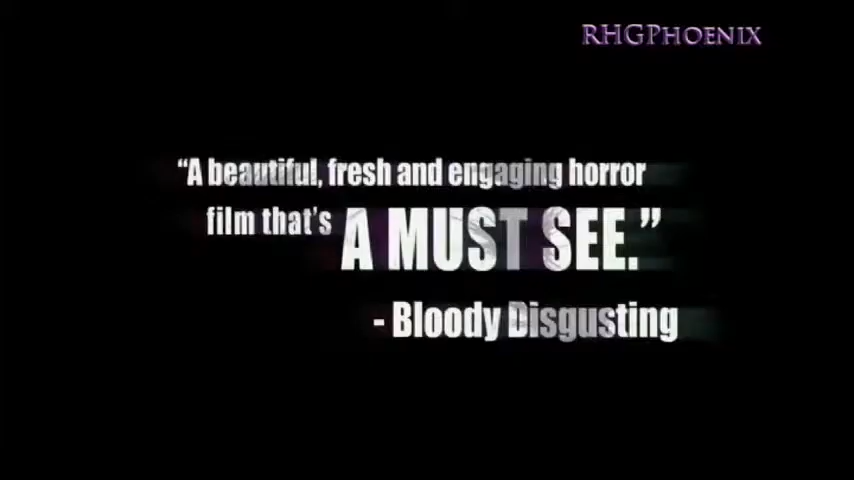 RHGPHOENIX
“A beautiful, fresh and engaging horror
film that’s A MUST SEE.”
- Bloody Disgusting